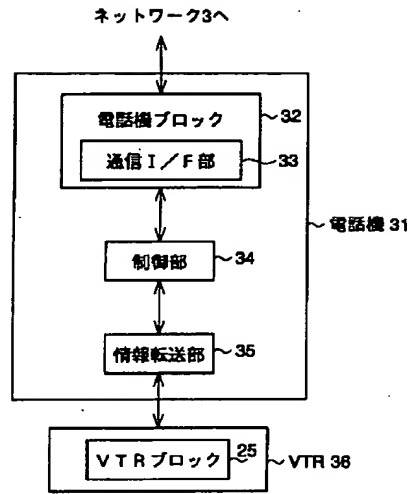 ネットワーク3へ
電話機ブロック
32
通信I/F部
33
電話機 31
制御部
34
情報転送部
35
VTRブロック
25
VTR 36